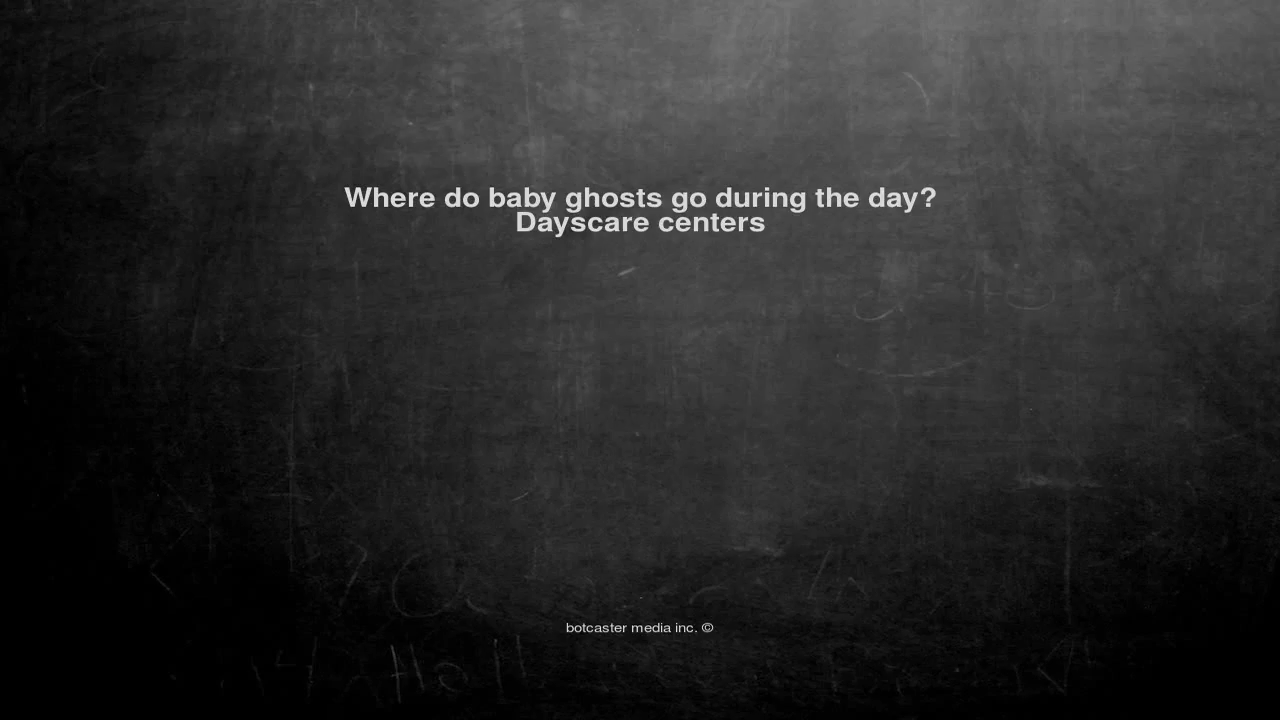 Where do baby ghosts go during the day?
Dayscare centers
botcaster media inc. ©